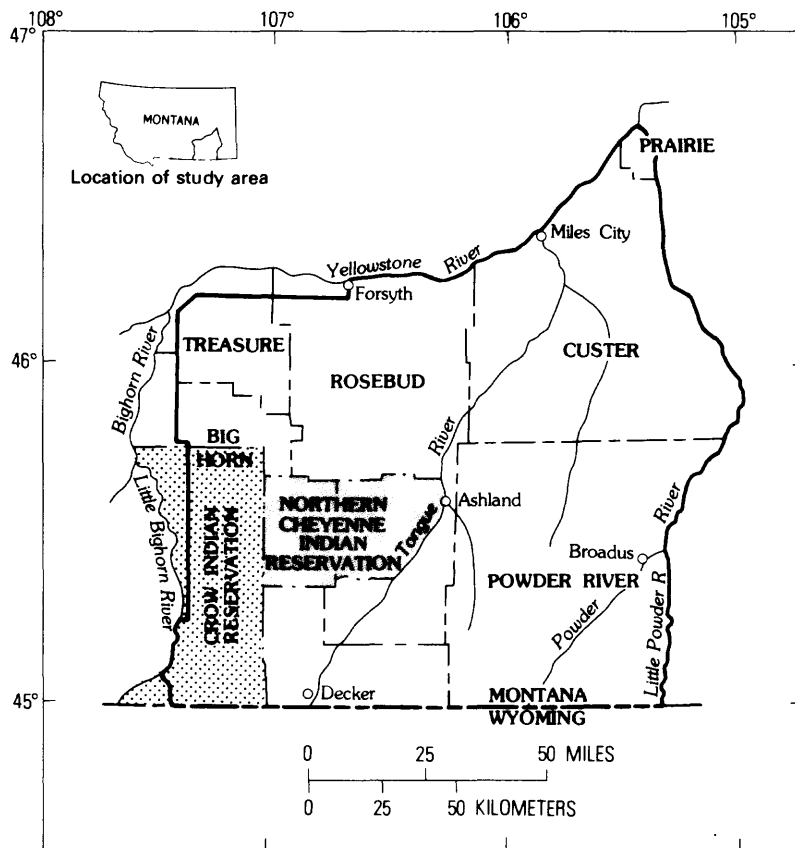 108°
107°
106°
105°
47°
MONTANA
Location of study area
PRAIRIE
Miles City
Yellowstone River
Forsyth
Bighorn River
TREASURE
CUSTER
46°
ROSEBUD
River
BIG
HORN
Little Bighorn River
CROW INDIAN
RESERVATION
NORTHERN
CHEYENNE
INDIAN
RESERVATION
Tongue
Ashland
River
Broadus
POWDER RIVER
Powder
Little Powder R
45°
Decker
MONTANA
WYOMING
0 25 50 MILES
0 25 50 KILOMETERS